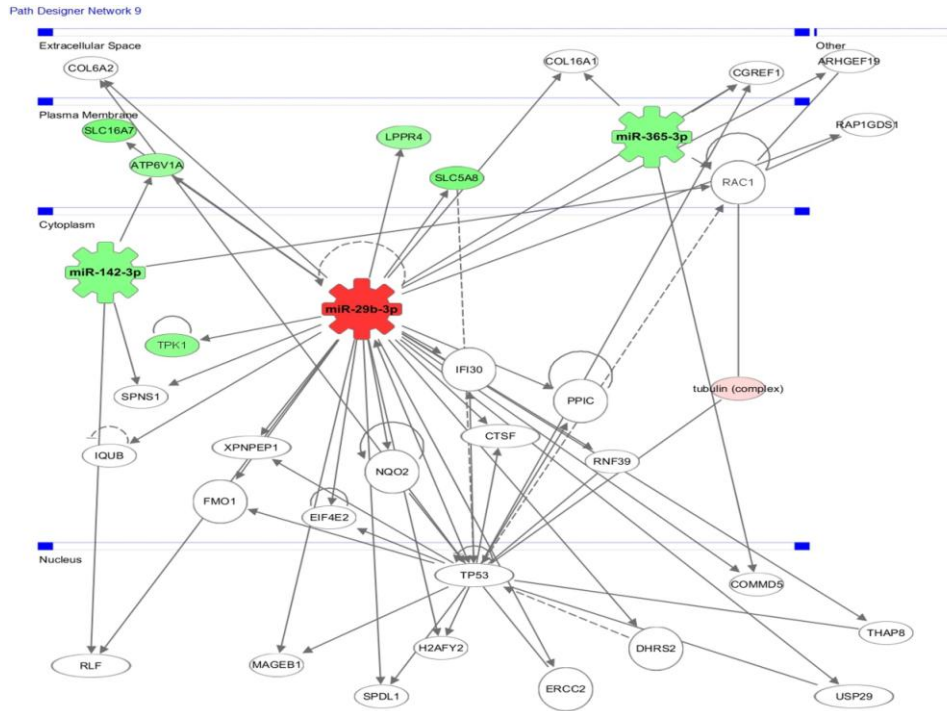 Path Designer Network 9
Extracellular Space
Other
COL6A2
COL16A1
CGREF1
ARHGEF19
Plasma Membrane
SLC16A7
LPPR4
miR-365-3p
RAP1GDS1
ATP6V1A
SLC5A8
RAC1
Cytoplasm
miR-142-3p
miR-29b-3p
TPK1
IFI30
SPNS1
PPIC
tubulin (complex)
IQUB
XPNPEP1
CTSF
NQO2
RNF39
FMO1
EIF4E2
Nucleus
TP53
COMMD5
THAP8
RLF
MAGEB1
H2AFY2
DHRS2
SPDL1
ERCC2
USP29